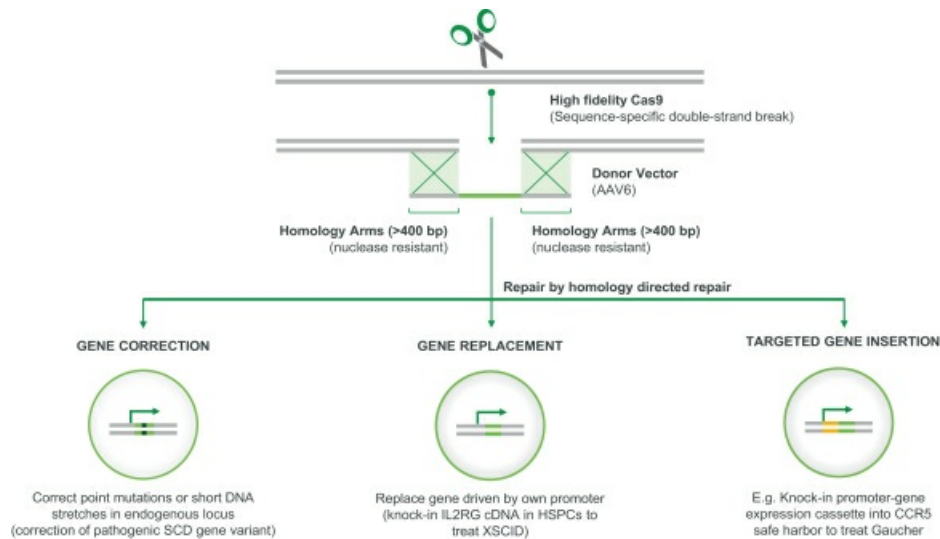 High fidelity Cas9
(Sequence-specific double-strand break)
Donor Vector
(AAV6)
Homology Arms (>400 bp)
(nuclease resistant)
Homology Arms (>400 bp)
(nuclease resistant)
Repair by homology directed repair
GENE CORRECTION
Correct point mutations or short DNA
stretches in endogenous locus
(correction of pathogenic SCD gene variant)
GENE REPLACEMENT
Replace gene driven by own promoter
(knock-in IL2RG cDNA in HSPCs to
treat XSCID)
TARGETED GENE INSERTION
E.g. Knock-in promoter-gene
expression cassette into CCR5
safe harbor to treat Gaucher